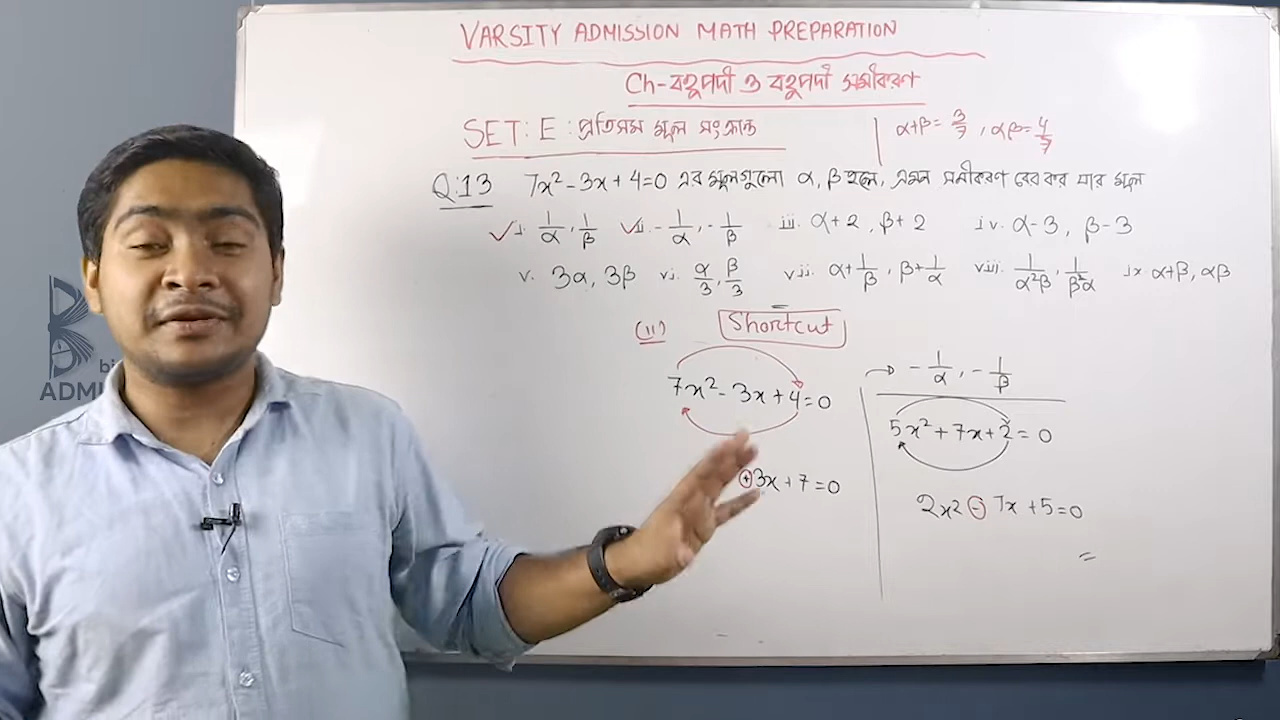 VARSITY ADMISSION MATH PREPARATION
Ch-বহুপদী ও বহুপদী সমীকরণ
SET: E : প্রতিসম মূল সংক্রান্ত
α+β= 3/7 , αβ= 4/7
Q:13 7x² - 3x + 4 = 0 এর মূলগুলো α, β হলে, এমন সমীকরণ বের কর যার মূল
✓ i. 1/α, 1/β ✓ ii. -1/α, -1/β iii. α+2, β+2 iv. α-3, β-3
v. 3α, 3β vi. α/3, β/3 vii. α+1/β, β+1/α viii. 1/α²β, 1/β²α ix α+β, αβ
(ii) Shortcut
7x² - 3x + 4 = 0
+ 3x + 7 = 0
→ -1/α, -1/β
5x² + 7x + 2 = 0
2x² - 7x + 5 = 0
=
ADMI